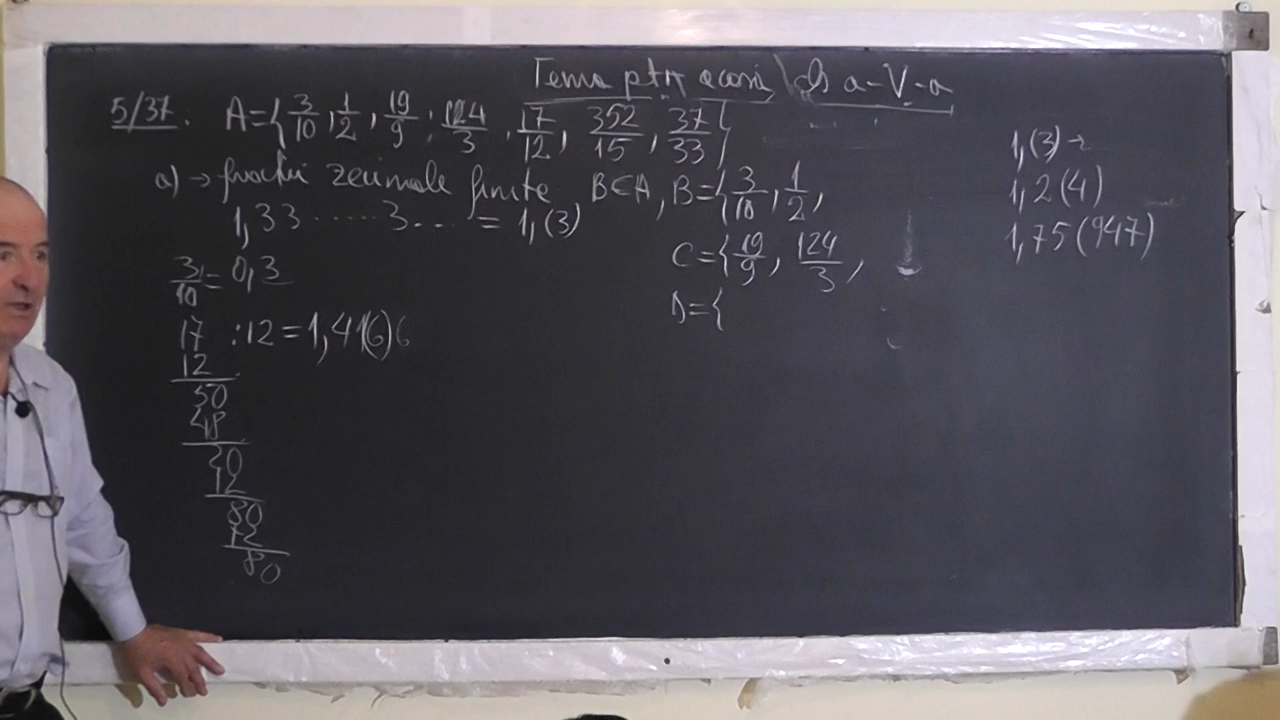 Tema ptr acasă cls a-V-a
5/37. A={3/10, 1/2, 19/9, 124/3, 17/12, 352/15, 37/33}
a) → fracții zecimale finite B⊂A, B={3/10, 1/2,
1,33.....3.... = 1,(3)
C={19/9, 124/3,
D={
3/10=0,3
17 :12=1,41(6)6
12
50
48
20
12
80
72
80
1,(3)→
1,2(4)
1,75(947)